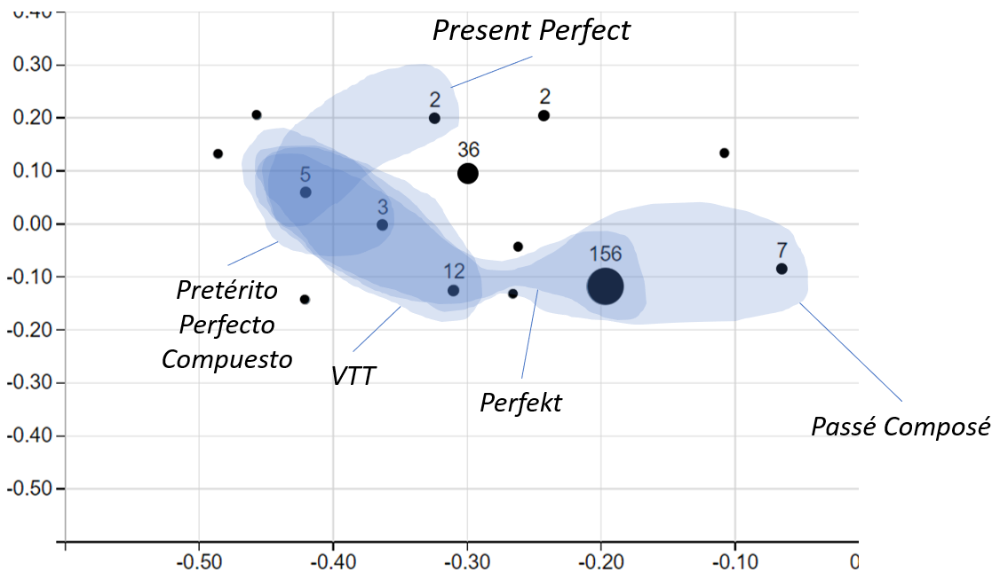 0.40
Present Perfect
0.30
2
2
0.20
36
0.10
5
3
0.00
156
7
12
-0.10
Pretérito
Perfecto
Compuesto
-0.20
VTT
-0.30
Perfekt
Passé Composé
-0.40
-0.50
-0.50 -0.40 -0.30 -0.20 -0.10 0